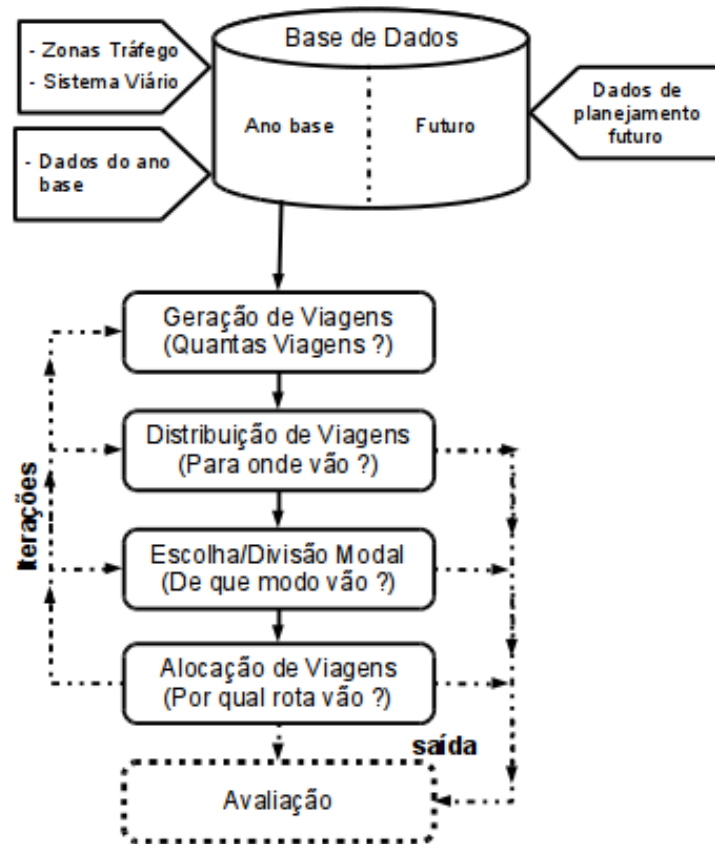 Base de Dados
- Zonas Tráfego
- Sistema Viário
Ano base
Futuro
Dados de
planejamento
futuro
- Dados do ano
base
Geração de Viagens
(Quantas Viagens ?)
Distribuição de Viagens
(Para onde vão ?)
Iterações
Escolha/Divisão Modal
(De que modo vão ?)
Alocação de Viagens
(Por qual rota vão ?)
saída
Avaliação